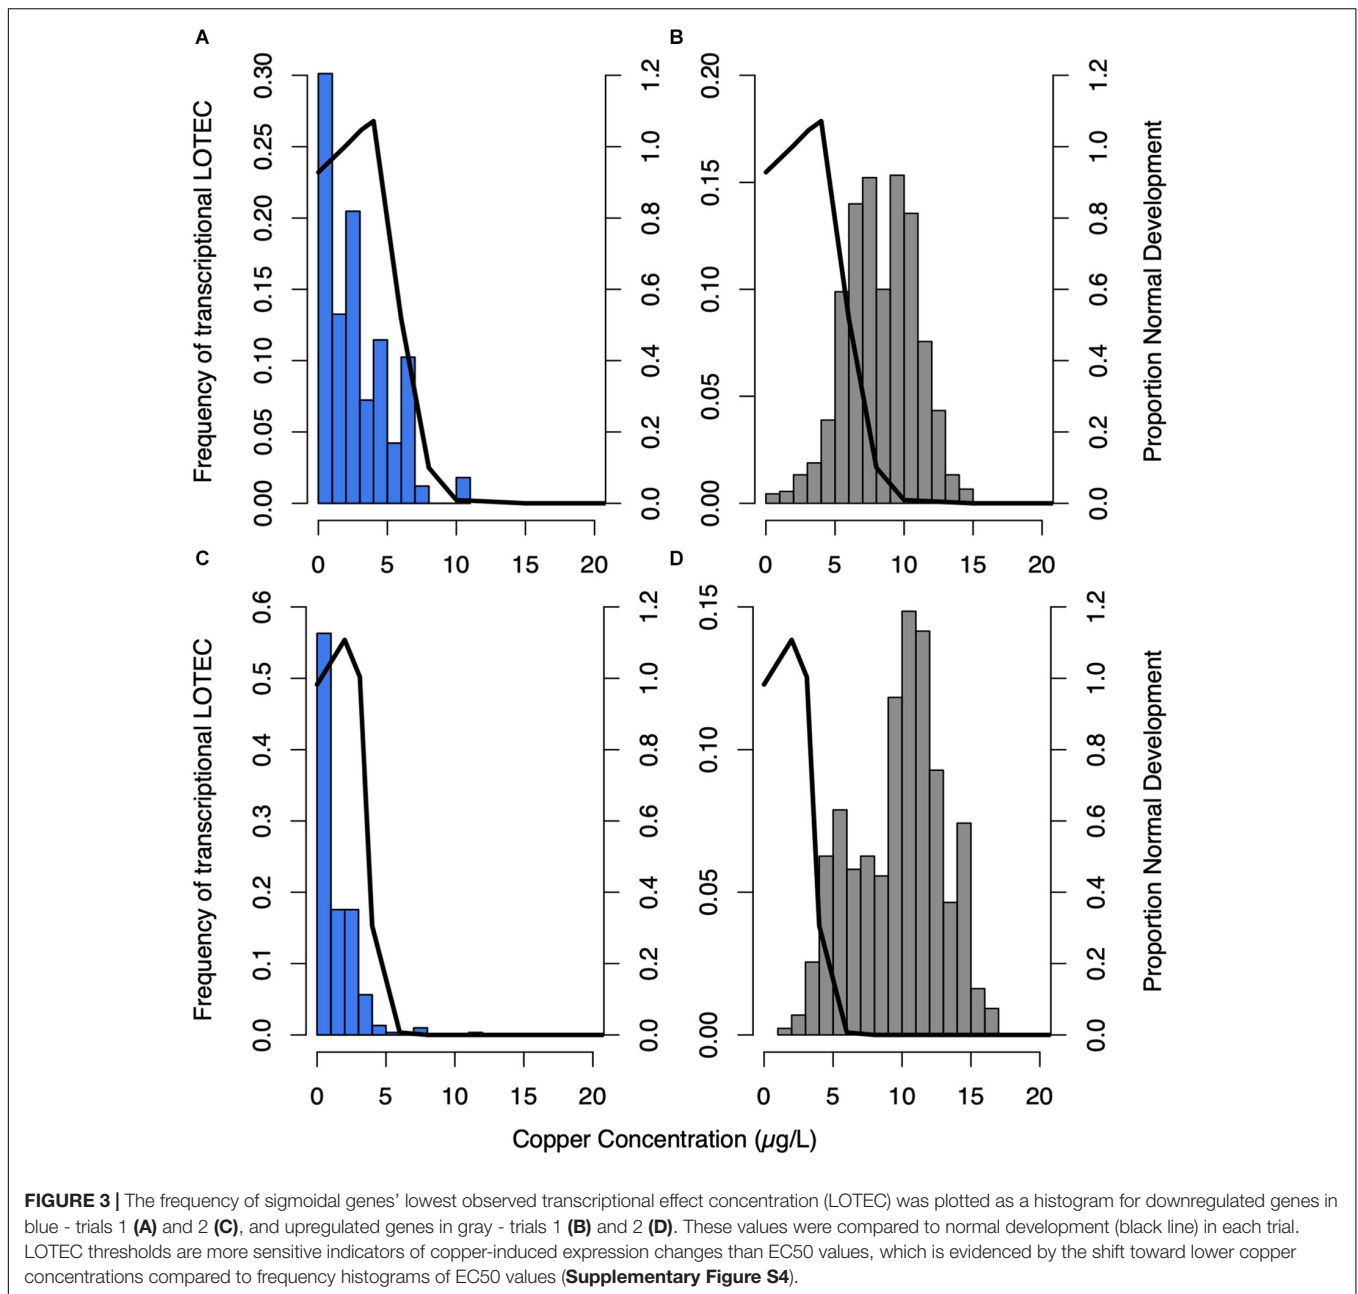 A
B
Frequency of transcriptional LOTEC
0.00 0.05 0.10 0.15 0.20 0.25 0.30
0.0 0.2 0.4 0.6 0.8 1.0 1.2
0 5 10 15 20
0.00 0.05 0.10 0.15 0.20
0.0 0.2 0.4 0.6 0.8 1.0 1.2
Proportion Normal Development
0 5 10 15 20
C
D
Frequency of transcriptional LOTEC
0.0 0.1 0.2 0.3 0.4 0.5 0.6
0.0 0.2 0.4 0.6 0.8 1.0 1.2
0 5 10 15 20
0.00 0.05 0.10 0.15
0.0 0.2 0.4 0.6 0.8 1.0 1.2
Proportion Normal Development
0 5 10 15 20
Copper Concentration (µg/L)
FIGURE 3 | The frequency of sigmoidal genes' lowest observed transcriptional effect concentration (LOTEC) was plotted as a histogram for downregulated genes in
blue - trials 1 (A) and 2 (C), and upregulated genes in gray - trials 1 (B) and 2 (D). These values were compared to normal development (black line) in each trial.
LOTEC thresholds are more sensitive indicators of copper-induced expression changes than EC50 values, which is evidenced by the shift toward lower copper
concentrations compared to frequency histograms of EC50 values (Supplementary Figure S4).